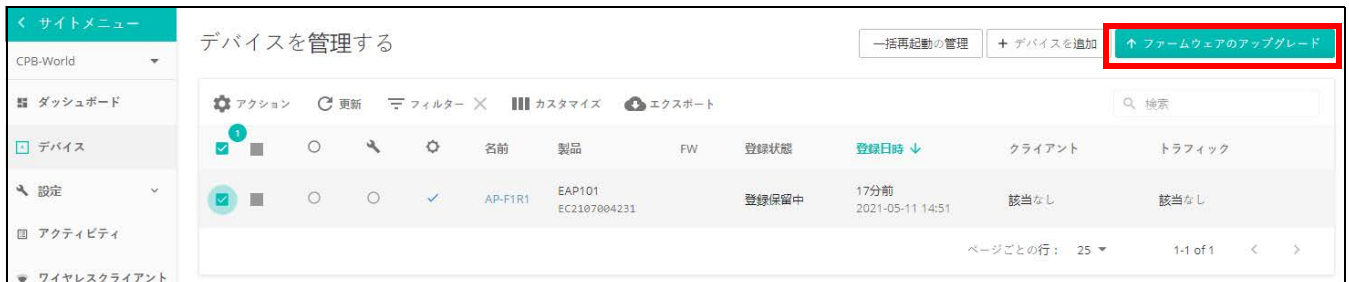 サイトメニュー
CPB-World
ダッシュボード
デバイス
設定
アクティビティ
ワイヤレスクライアント
デバイスを管理する
一括再起動の管理
+ デバイスを追加
ファームウェアのアップグレード
アクション 更新 フィルター カスタマイズ エクスポート 検索
1
名前 製品 FW 登録状態 登録日時 クライアント トラフィック
AP-F1R1 EAP101 登録保留中 17分前 該当なし 該当なし
EC2107004231 2021-05-11 14:51
ページごとの行： 25 1-1 of 1